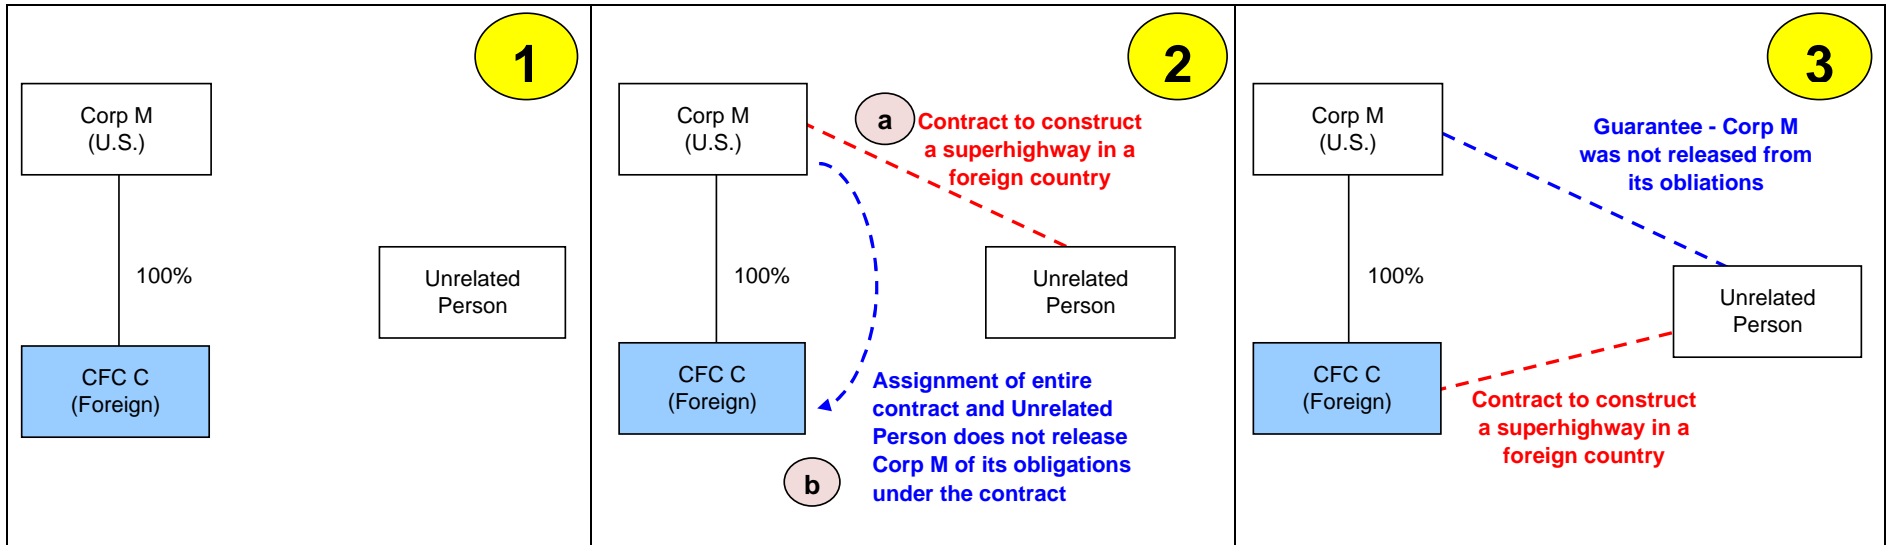 1
Corp M
(U.S.)
100%
Unrelated
Person
CFC C
(Foreign)
2
Corp M
(U.S.)
a
Contract to construct
a superhighway in a
foreign country
100%
Unrelated
Person
CFC C
(Foreign)
Assignment of entire
contract and Unrelated
Person does not release
Corp M of its obligations
under the contract
b
3
Corp M
(U.S.)
Guarantee - Corp M
was not released from
its obliations
100%
Unrelated
Person
CFC C
(Foreign)
Contract to construct
a superhighway in a
foreign country